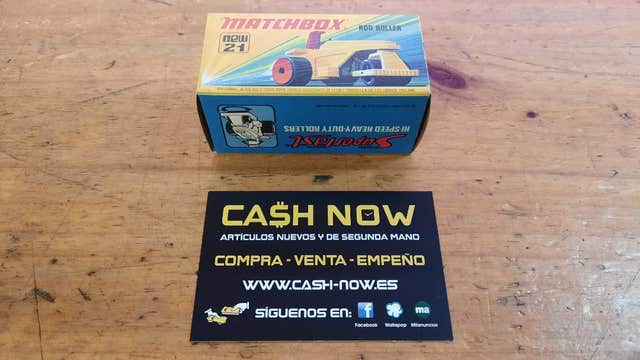 MATCHBOX
new
21
ROD ROLLER
Superfast
HI-SPEED HEAVY-DUTY ROLLERS
CA$H NOW
ARTÍCULOS NUEVOS Y DE SEGUNDA MANO
COMPRA - VENTA - EMPEÑO
WWW.CASH-NOW.ES
SÍGUENOS EN:
Facebook
Wallapop
ma
Milanuncios